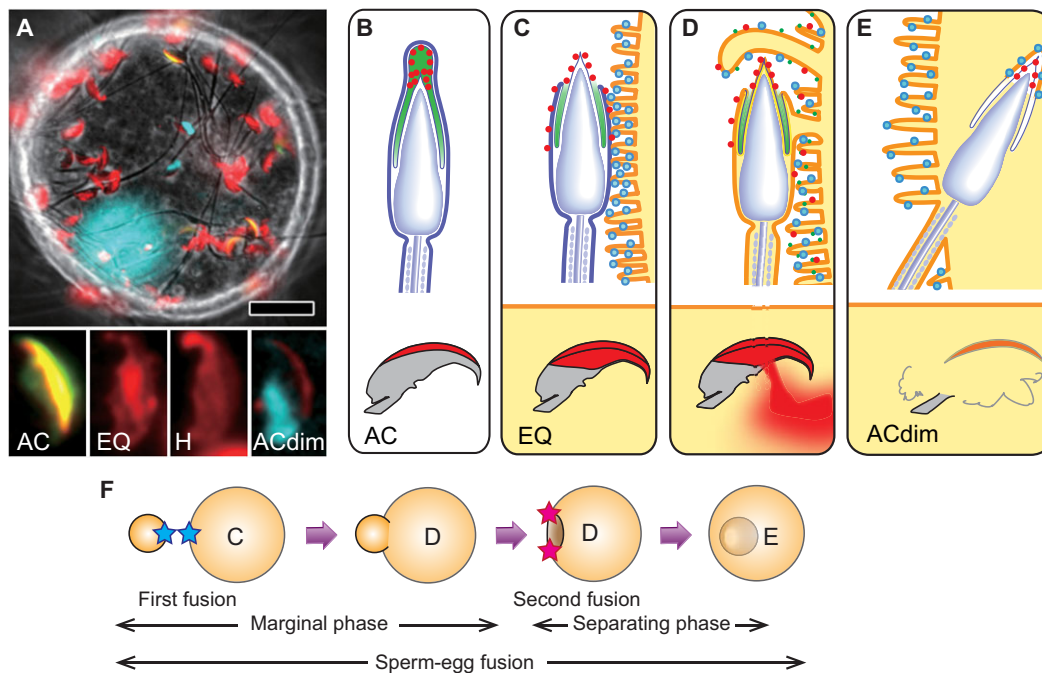 A
B
C
D
E
AC
EQ
H
ACdim
AC
EQ
ACdim
F
C
D
D
E
First fusion
Second fusion
Marginal phase
Separating phase
Sperm-egg fusion